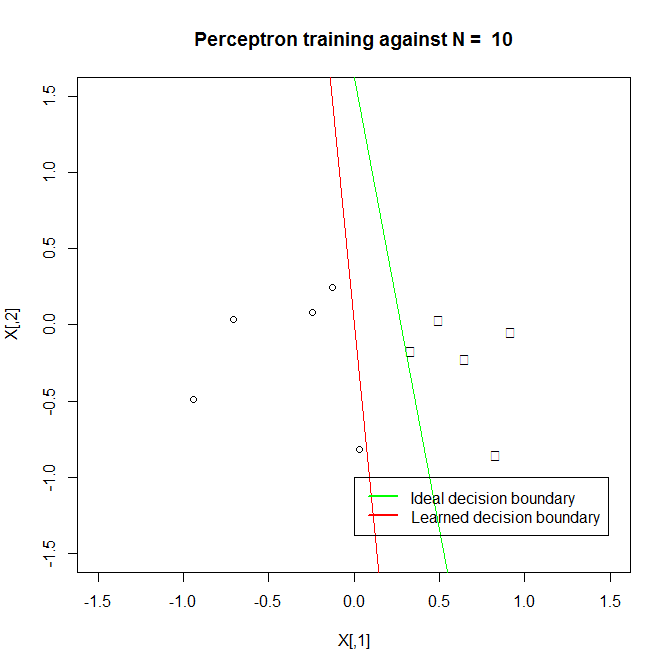 Perceptron training against N =  10
1.5
1.0
0.5
0.0
-0.5
-1.0
-1.5
X[,2]
Ideal decision boundary
Learned decision boundary
-1.5 -1.0 -0.5 0.0 0.5 1.0 1.5
X[,1]